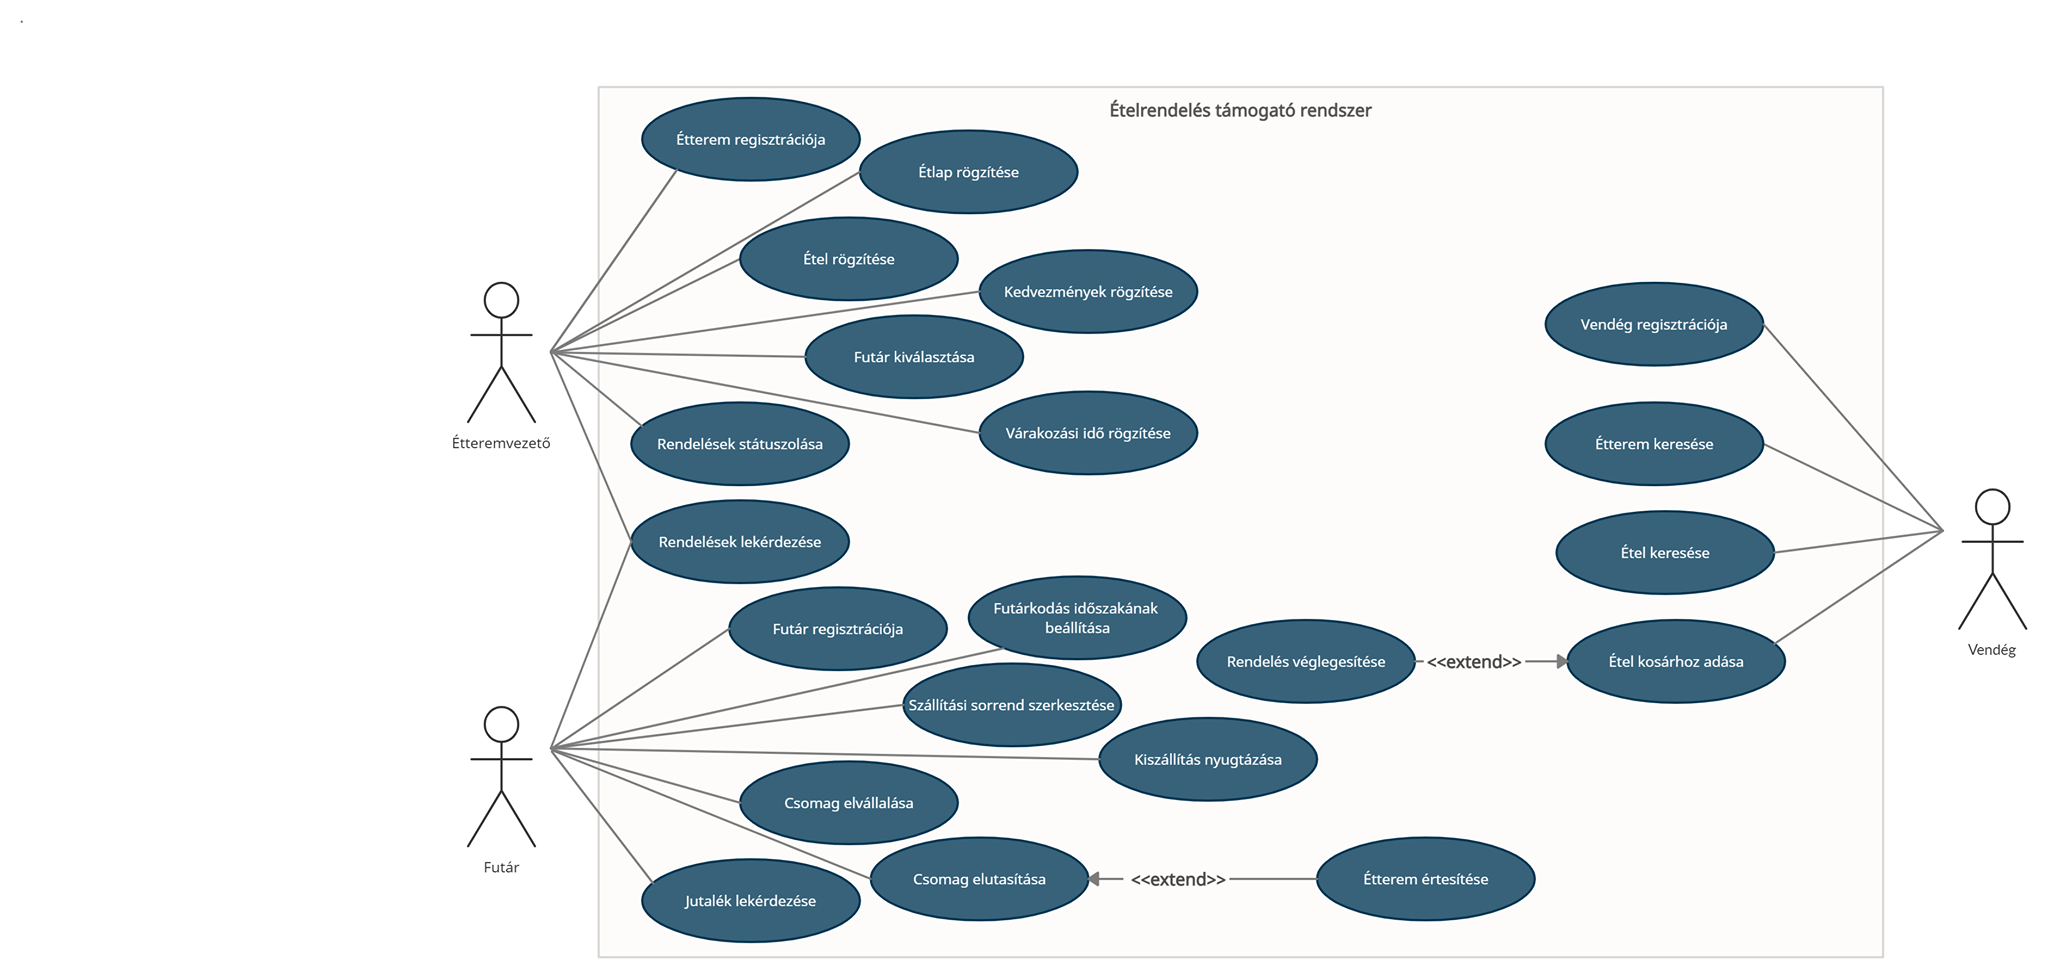 Ételrendelés támogató rendszer
Étterem regisztrációja
Étlap rögzítése
Étel rögzítése
Kedvezmények rögzítése
Vendég regisztrációja
Futár kiválasztása
Várakozási idő rögzítése
Étteremvezető
Rendelések státuszolása
Étterem keresése
Rendelések lekérdezése
Étel keresése
Futárkodás időszakának
beállítása
Futár regisztrációja
Vendég
Rendelés véglegesítése
<<extend>>
Étel kosárhoz adása
Szállítási sorrend szerkesztése
Kiszállítás nyugtázása
Csomag elvállalása
Futár
Csomag elutasítása
<<extend>>
Étterem értesítése
Jutalék lekérdezése